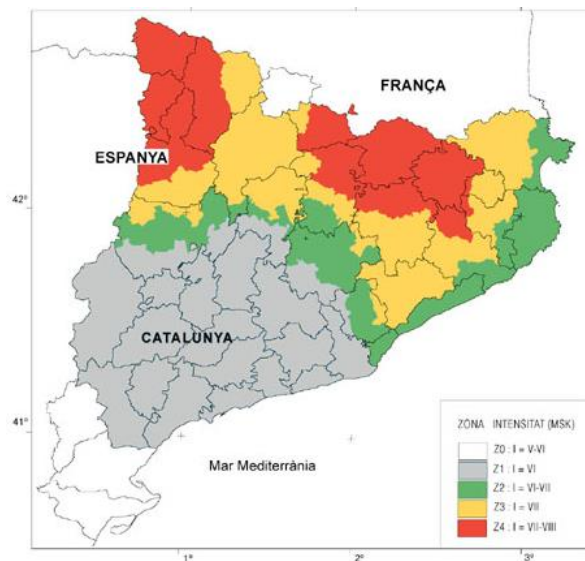 FRANÇA
ESPANYA
42°
CATALUNYA
41°
Mar Mediterrània
ZONA INTENSITAT (MSK)
Z0 : I = V-VI
Z1 : I = VI
Z2 : I = VI-VII
Z3 : I = VII
Z4 : I = VII-VIII
1° 2° 3°